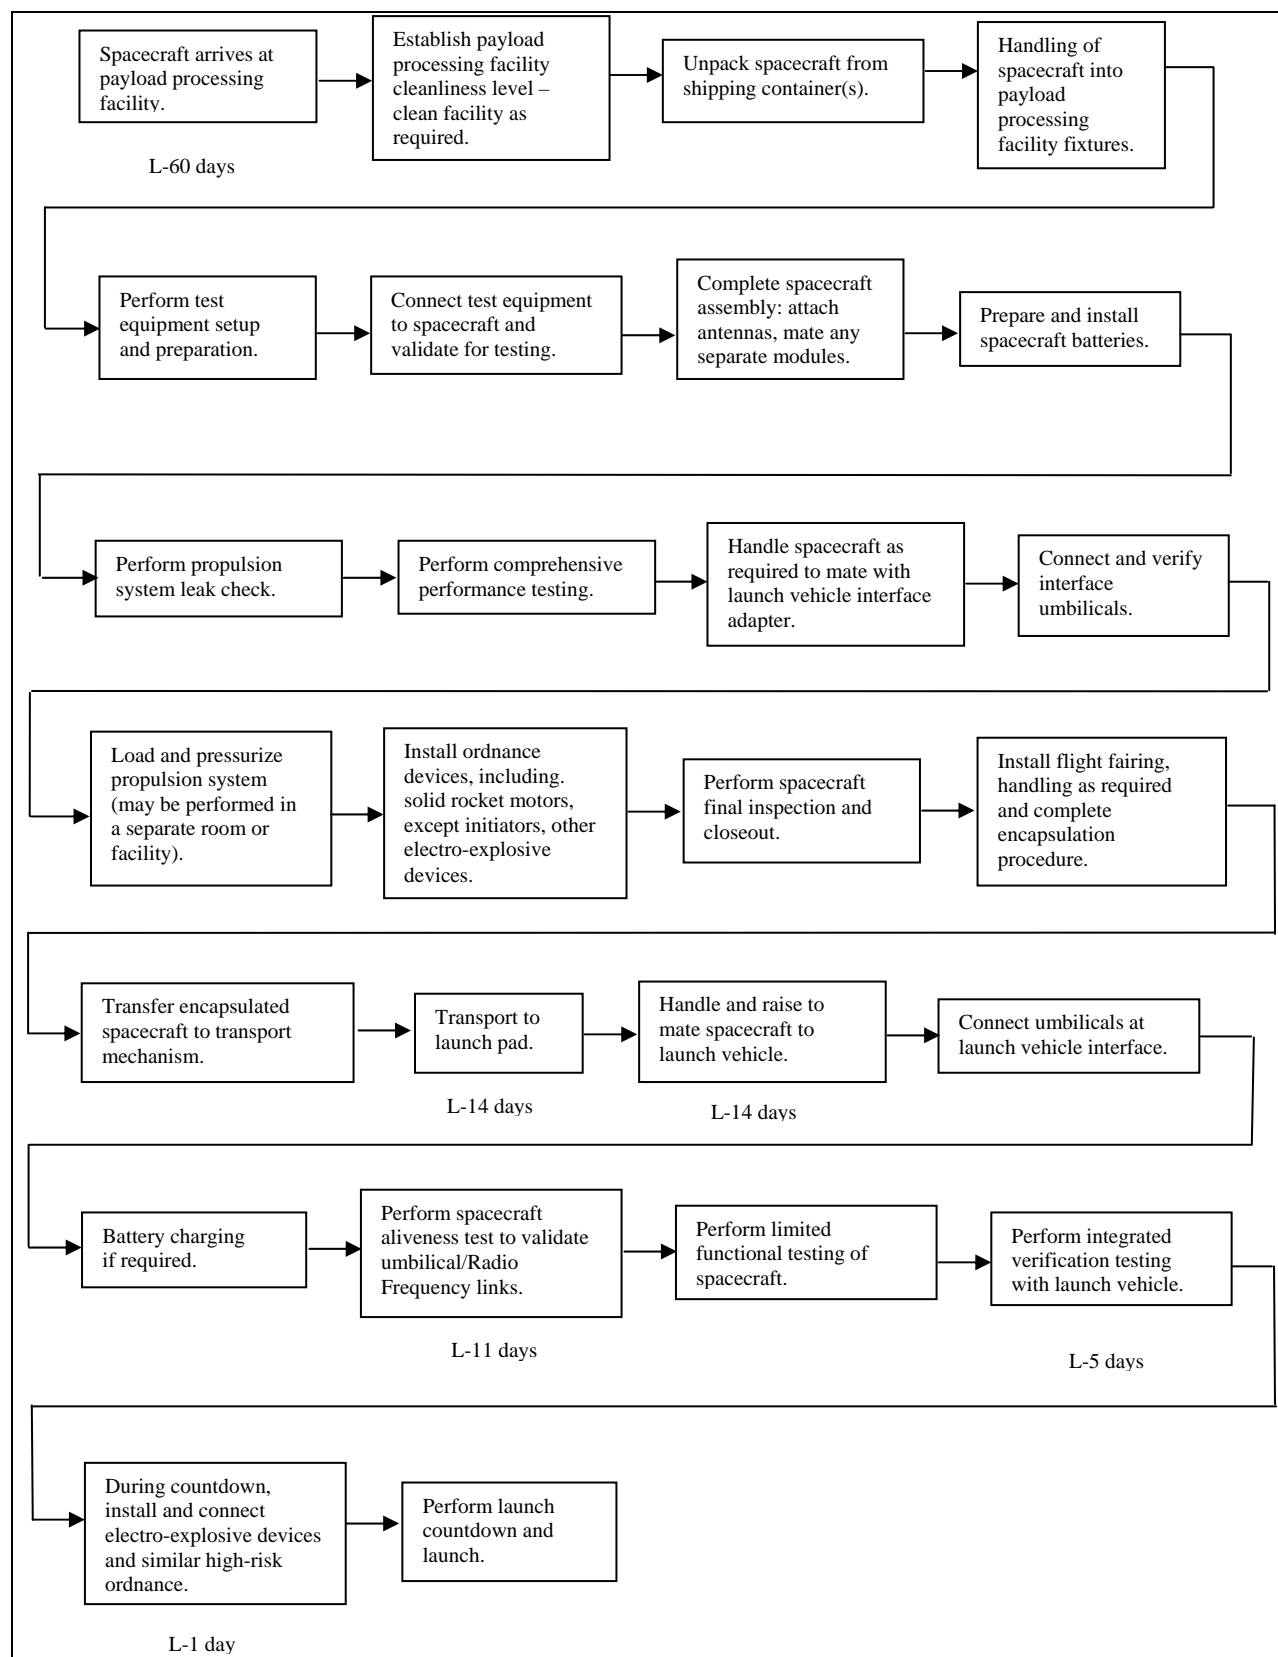 Spacecraft arrives at
payload processing
facility.
L-60 days
Establish payload
processing facility
cleanliness level –
clean facility as
required.
Unpack spacecraft from
shipping container(s).
Handling of
spacecraft into
payload
processing
facility fixtures.
Perform test
equipment setup
and preparation.
Connect test equipment
to spacecraft and
validate for testing.
Complete spacecraft
assembly: attach
antennas, mate any
separate modules.
Prepare and install
spacecraft batteries.
Perform propulsion
system leak check.
Perform comprehensive
performance testing.
Handle spacecraft as
required to mate with
launch vehicle interface
adapter.
Connect and verify
interface
umbilicals.
Load and pressurize
propulsion system
(may be performed in
a separate room or
facility).
Install ordnance
devices, including.
solid rocket motors,
except initiators, other
electro-explosive
devices.
Perform spacecraft
final inspection and
closeout.
Install flight fairing,
handling as required
and complete
encapsulation
procedure.
Transfer encapsulated
spacecraft to transport
mechanism.
Transport to
launch pad.
L-14 days
Handle and raise to
mate spacecraft to
launch vehicle.
L-14 days
Connect umbilicals at
launch vehicle interface.
Battery charging
if required.
Perform spacecraft
aliveness test to validate
umbilical/Radio
Frequency links.
L-11 days
Perform limited
functional testing of
spacecraft.
Perform integrated
verification testing
with launch vehicle.
L-5 days
During countdown,
install and connect
electro-explosive devices
and similar high-risk
ordnance.
L-1 day
Perform launch
countdown and
launch.